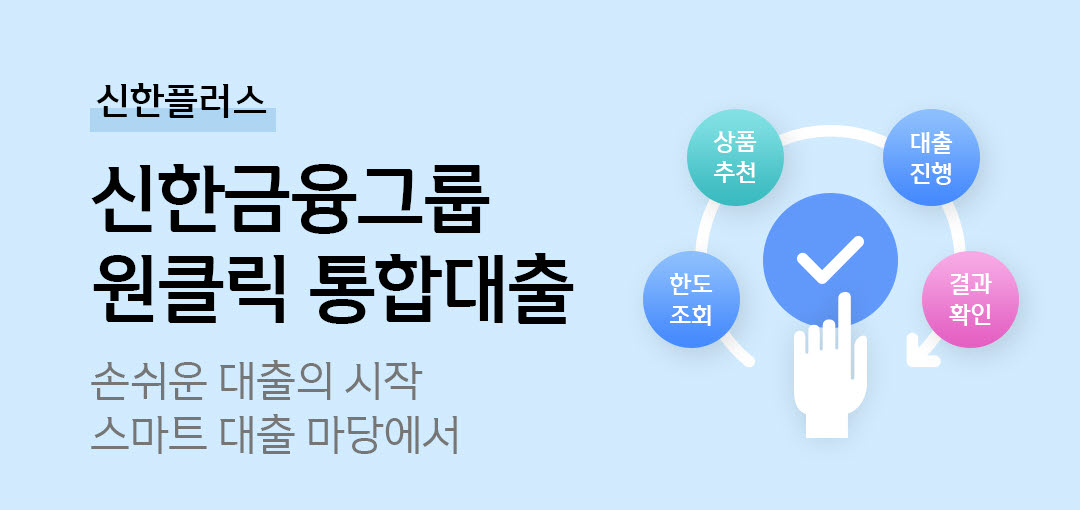 신한플러스
신한금융그룹
원클릭 통합대출
손쉬운 대출의 시작
스마트 대출 마당에서
한도
조회
상품
추천
대출
진행
결과
확인